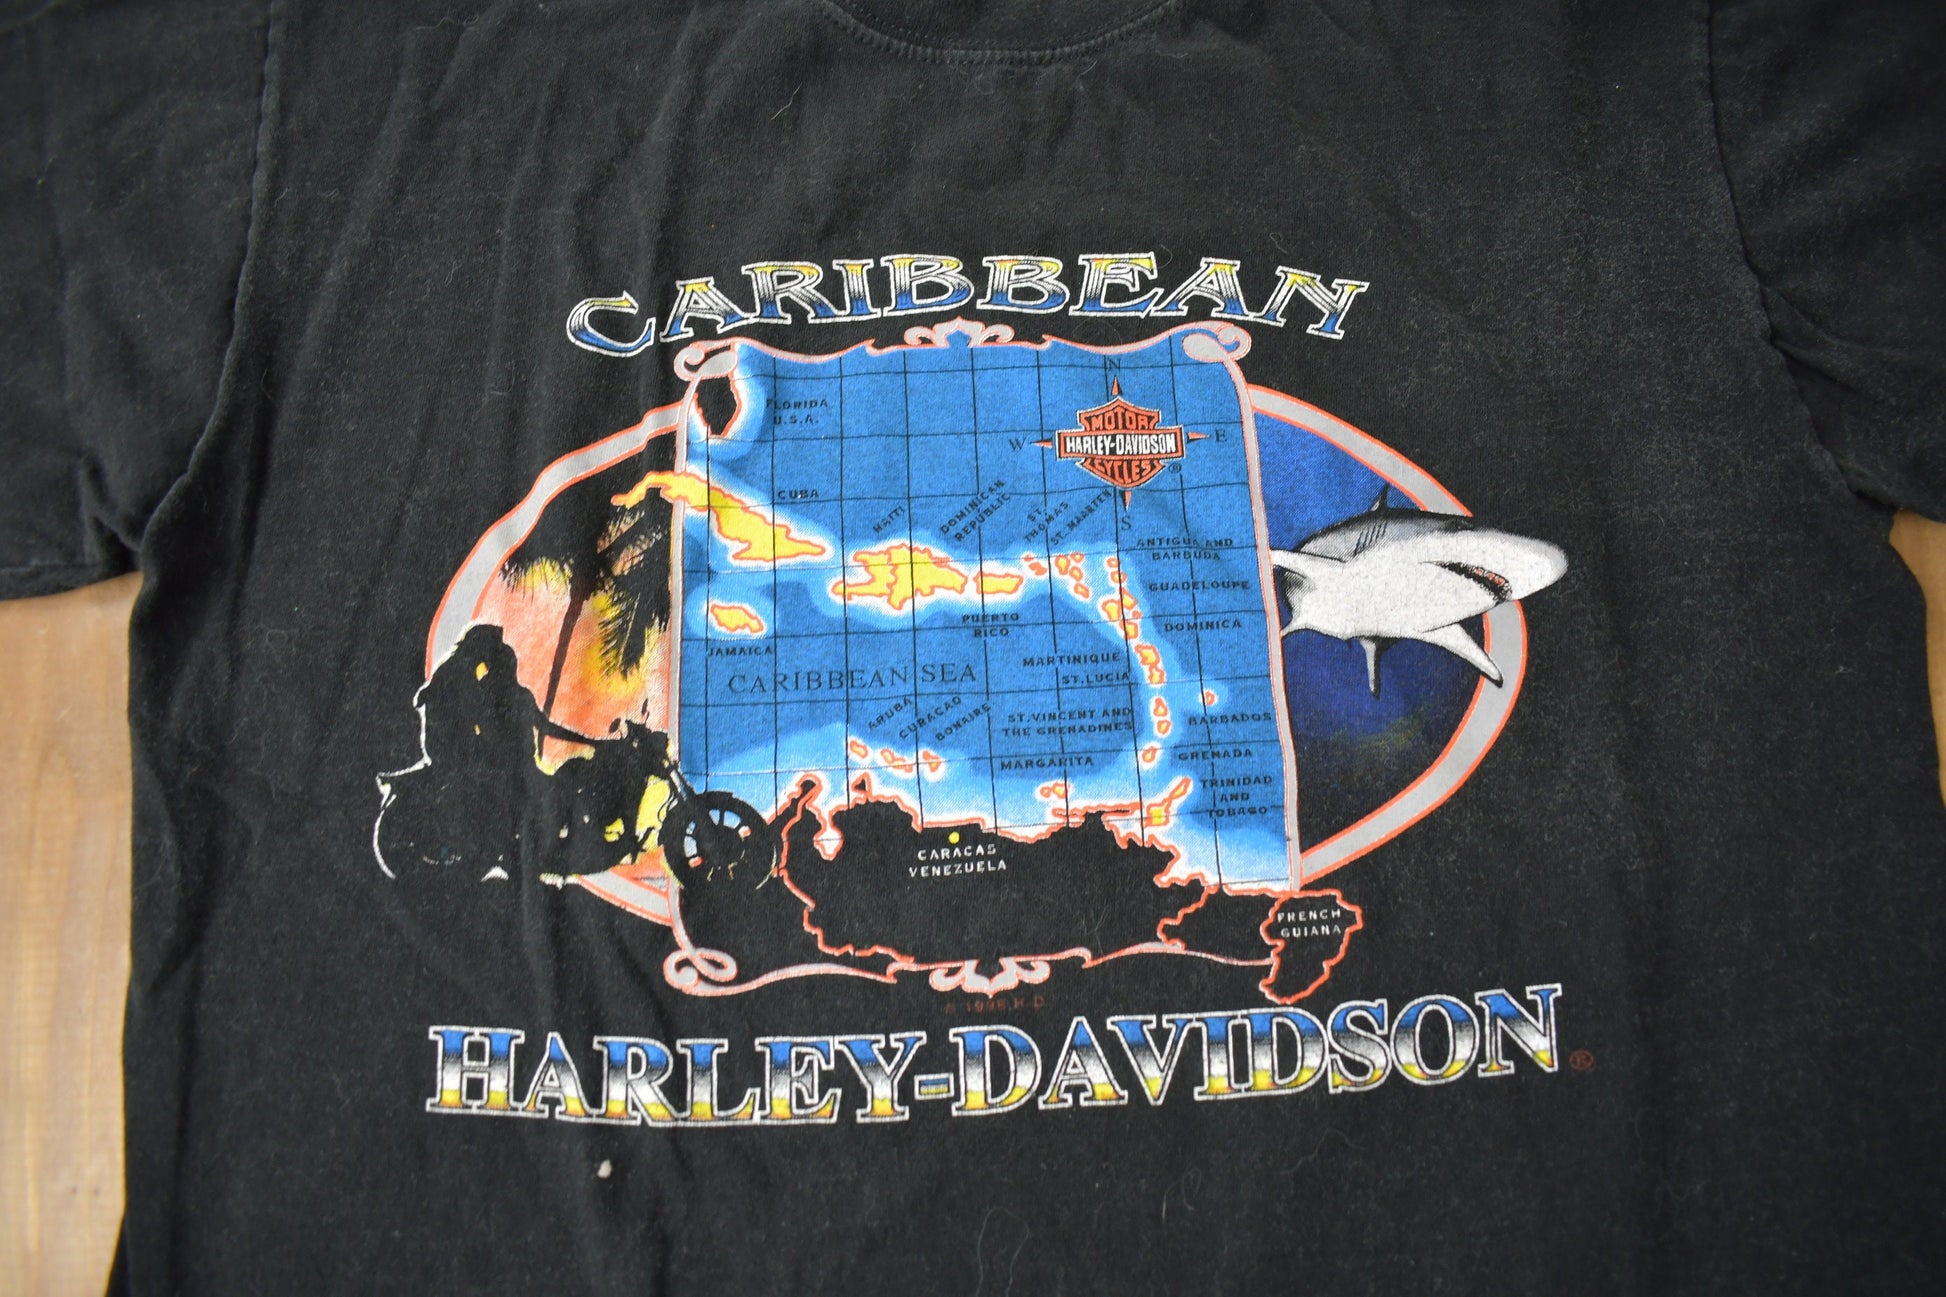 CARIBBEAN
N
FLORIDA
U.S.A.
MOTOR
W
HARLEY-DAVIDSON
E
CYCLES
®
CUBA
HAITI
DOMINICAN
REPUBLIC
ST.
THOMAS
ST. MAARTEN
S
ANTIGUA AND
BARBUDA
GUADELOUPE
PUERTO
RICO
DOMINICA
JAMAICA
MARTINIQUE
CARIBBEAN SEA
ST. LUCIA
ARUBA
CURACAO
BONAIRE
ST. VINCENT AND
THE GRENADINES
BARBADOS
MARGARITA
GRENADA
TRINIDAD
AND
TOBAGO
CARACAS
VENEZUELA
FRENCH
GUIANA
HARLEY-DAVIDSON
®